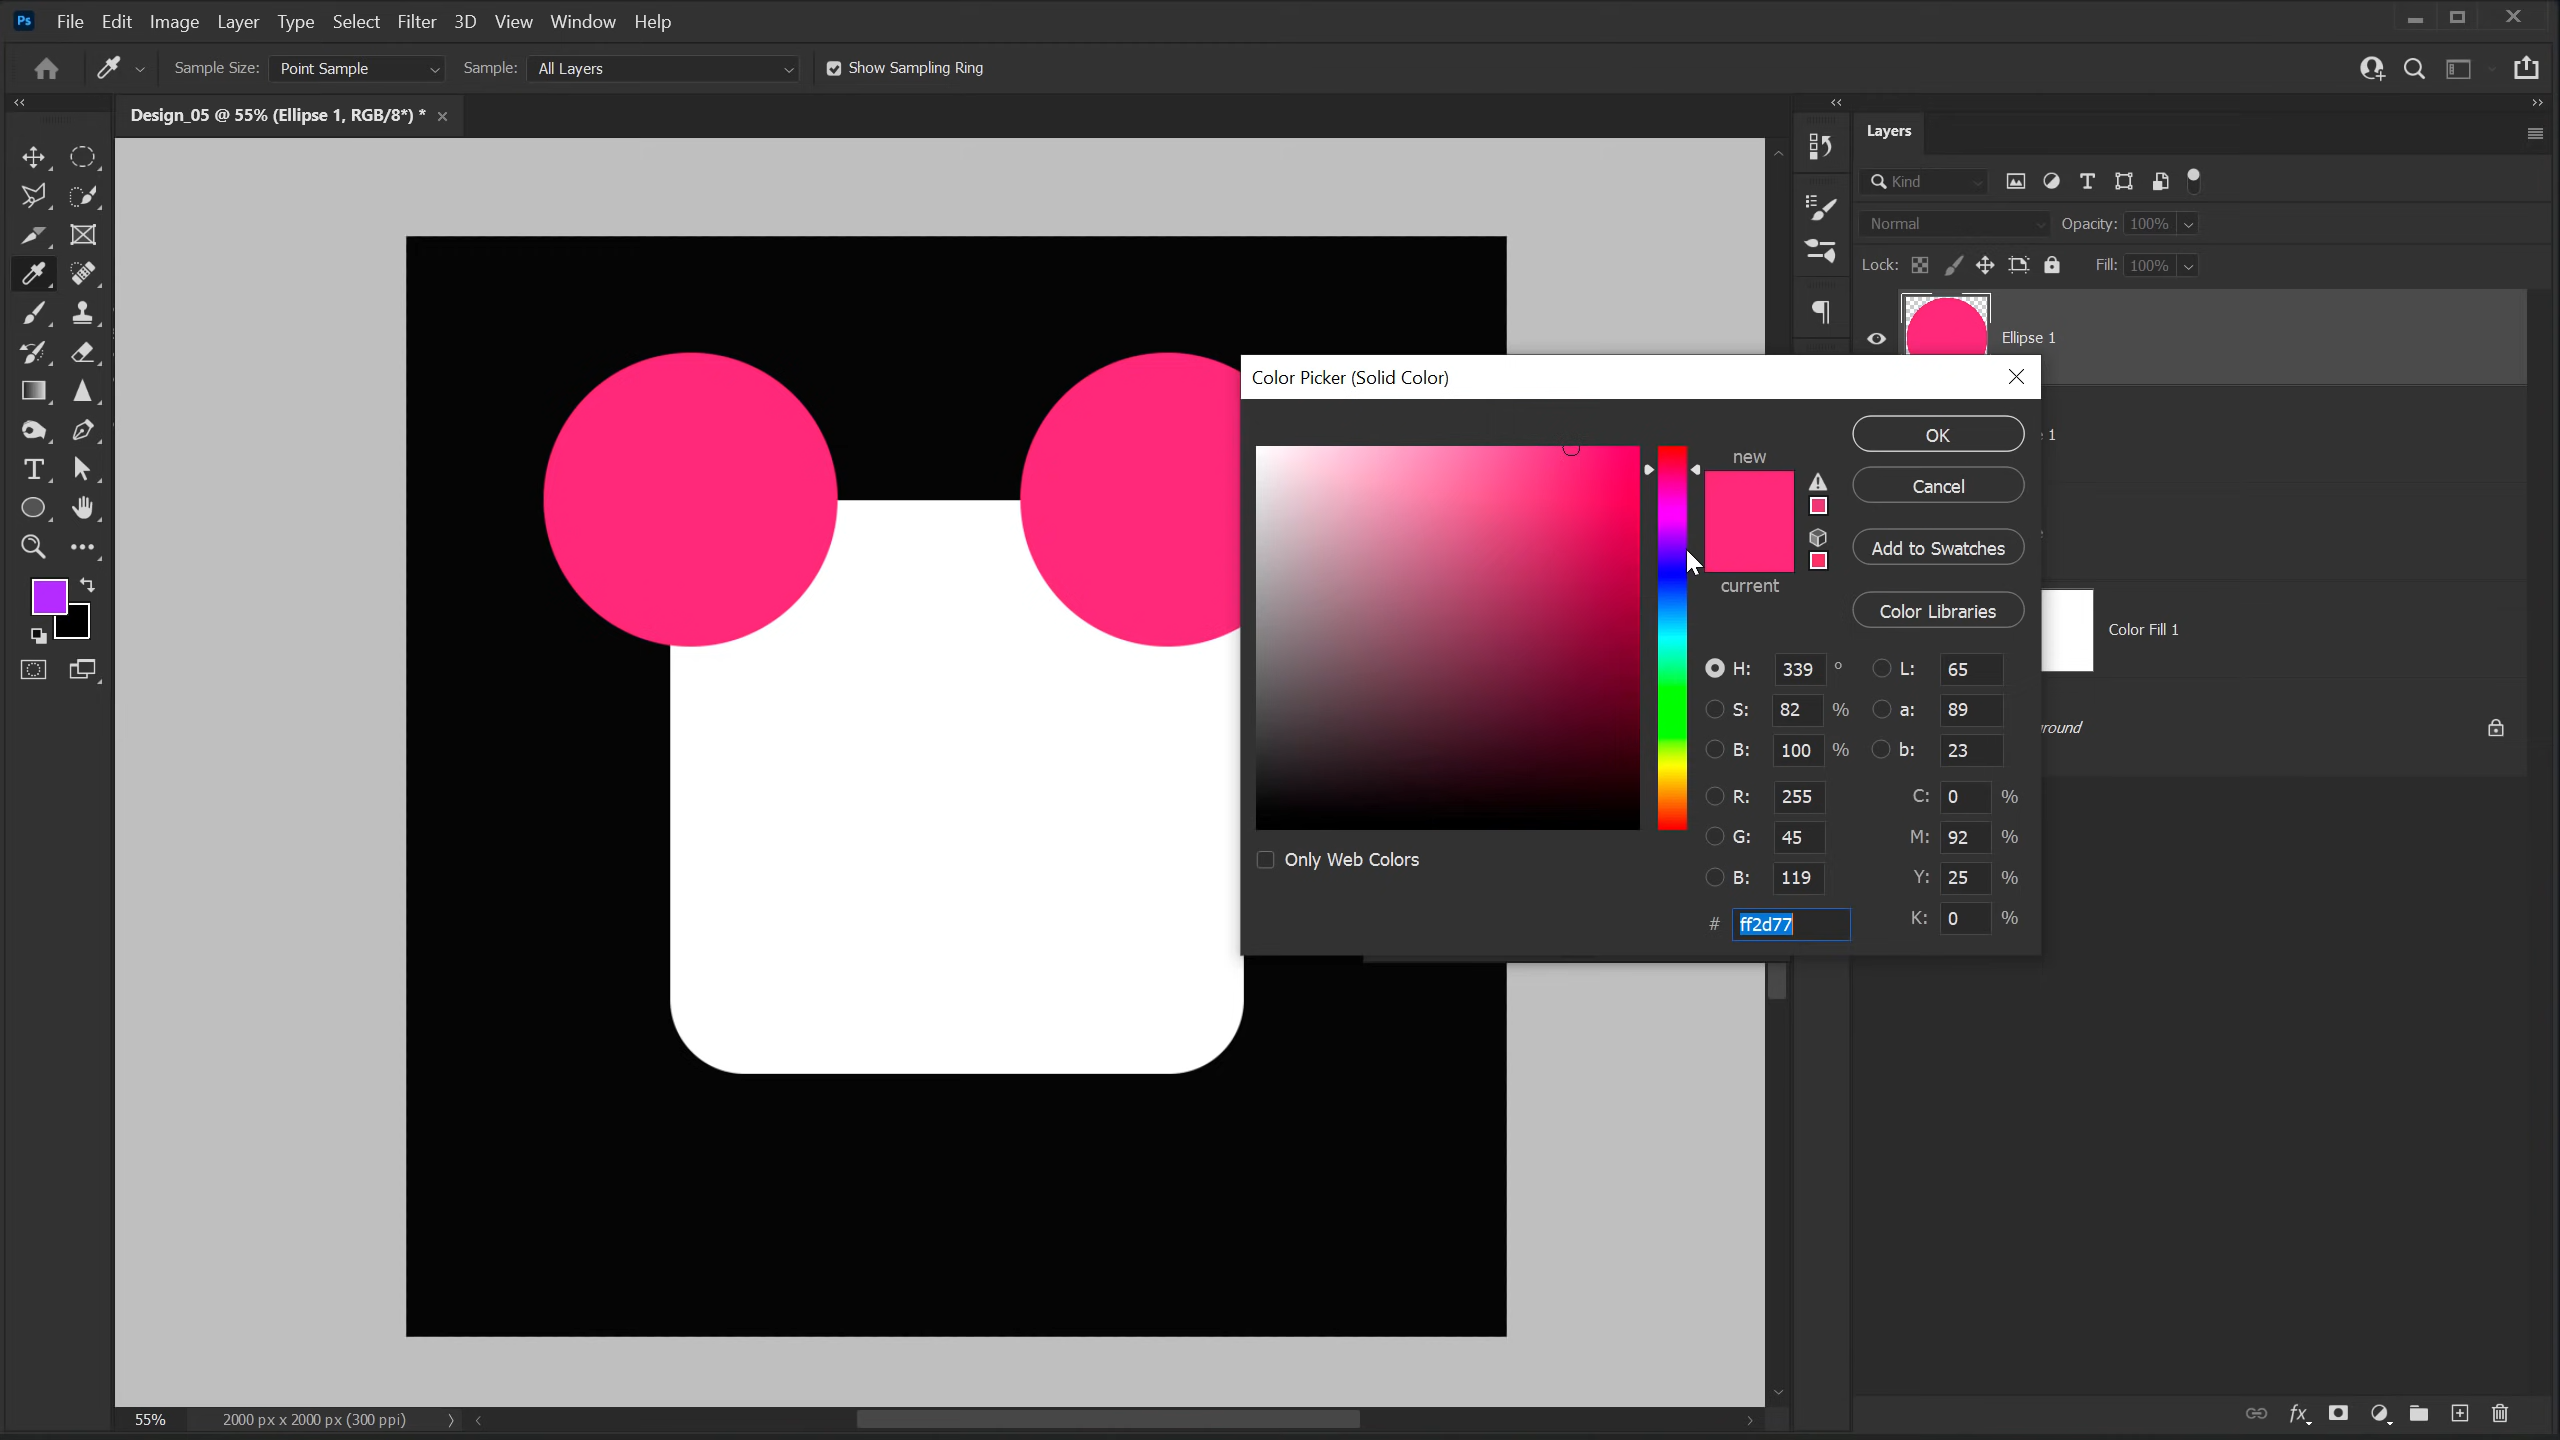 Ps File Edit Image Layer Type Select Filter 3D View Window Help
Sample Size: Point Sample Sample: All Layers Show Sampling Ring
Design_05 @ 55% (Ellipse 1, RGB/8*) *
Layers
Kind
Normal Opacity: 100%
Lock: Fill: 100%
Ellipse 1
Color Picker (Solid Color)
OK
1
new
Cancel
Add to Swatches
current
Color Libraries
Color Fill 1
H: 339 ° L: 65
S: 82 % a: 89
round
B: 100 % b: 23
R: 255 C: 0 %
G: 45 M: 92 %
Only Web Colors
B: 119 Y: 25 %
# ff2d77 K: 0 %
55% 2000 px x 2000 px (300 ppi)